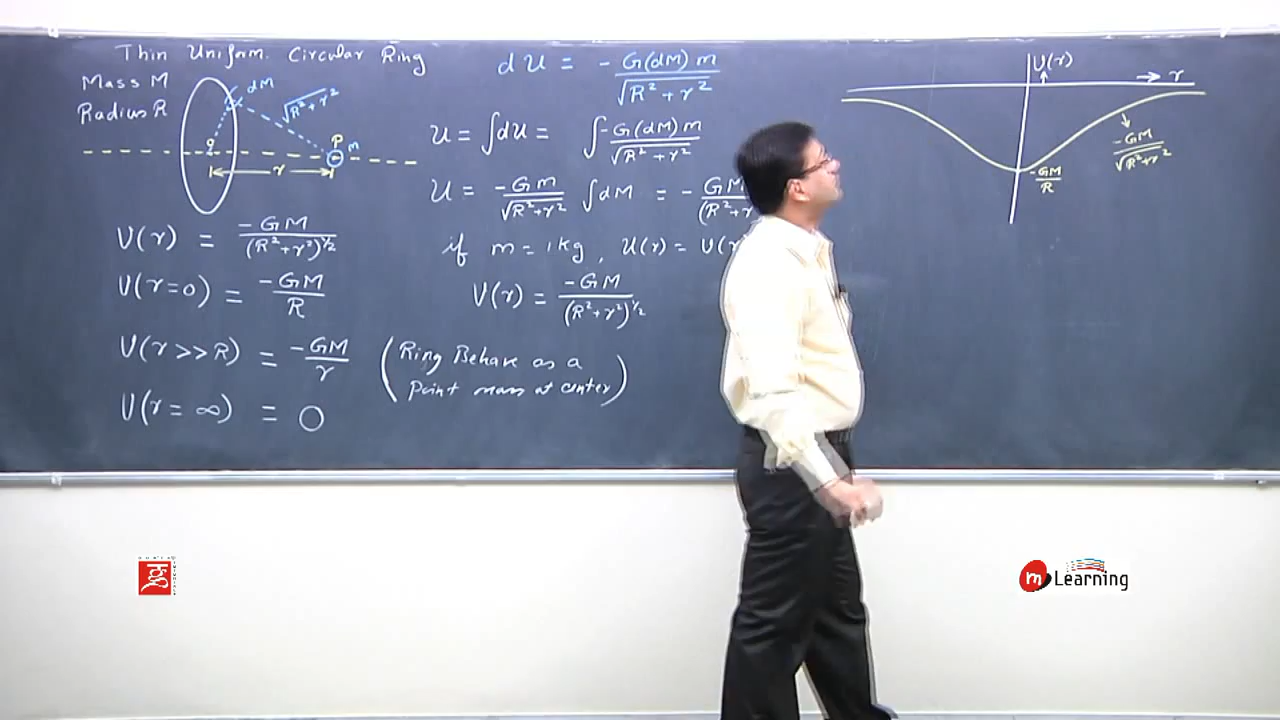 Thin Uniform Circular Ring
Mass M
Radius R
dM
√R²+r²
O
P
M
r
V(r) = -GM/(R²+r²)^1/2
V(r=0) = -GM/R
V(r>>R) = -GM/r (Ring Behave as a
Point mass at center)
V(r=∞) = 0
dU = -G(dM)m/√R²+r²
U = ∫dU = ∫-G(dM)m/√R²+r²
U = -Gm/√R²+r² ∫dM = -GM/(R²+r
if m = 1kg, U(r) = V(r
V(r) = -GM/(R²+r²)^1/2
V(r)
r
-GM/R
-GM/√R²+r²
m Learning